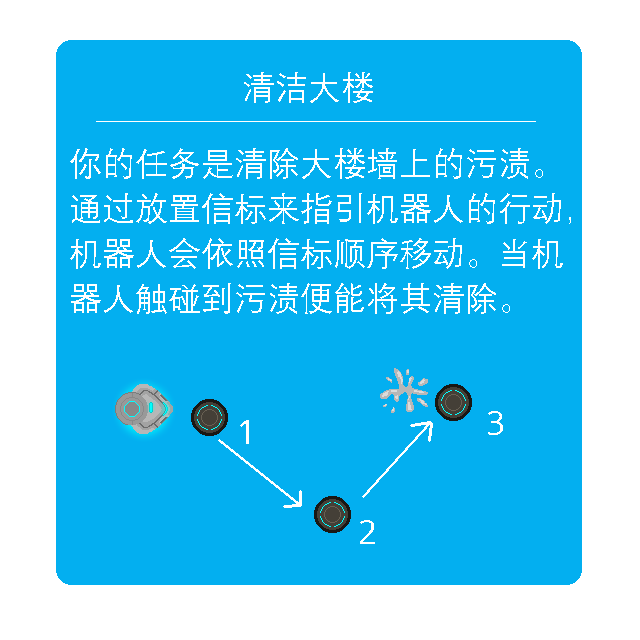 清洁大楼
你的任务是清除大楼墙上的污渍。
通过放置信标来指引机器人的行动,
机器人会依照信标顺序移动。当机
器人触碰到污渍便能将其清除。
1
3
2